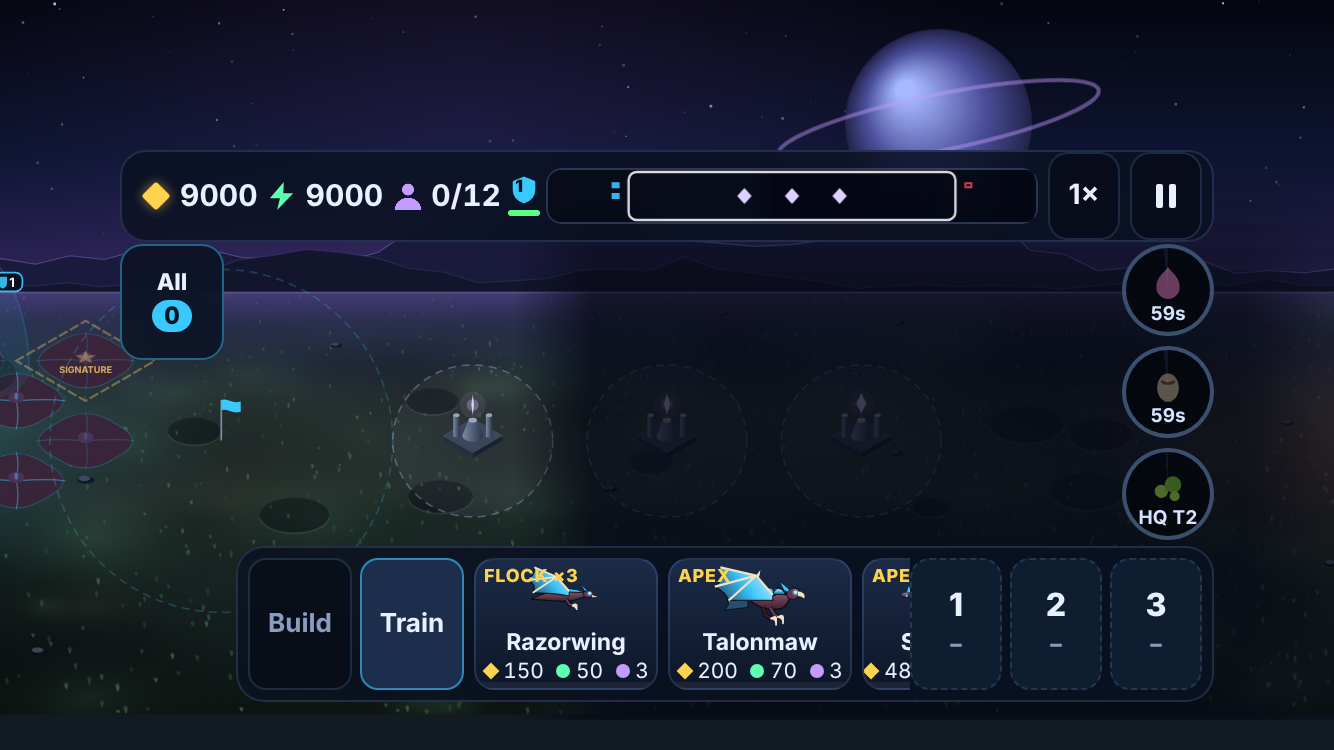 9000
9000
0/12
1
1×
1
All
0
SIGNATURE
59s
59s
HQ T2
Build
Train
FLOCK ×3
Razorwing
150 50 3
APEX
Talonmaw
200 70 3
1
–
2
–
3
–